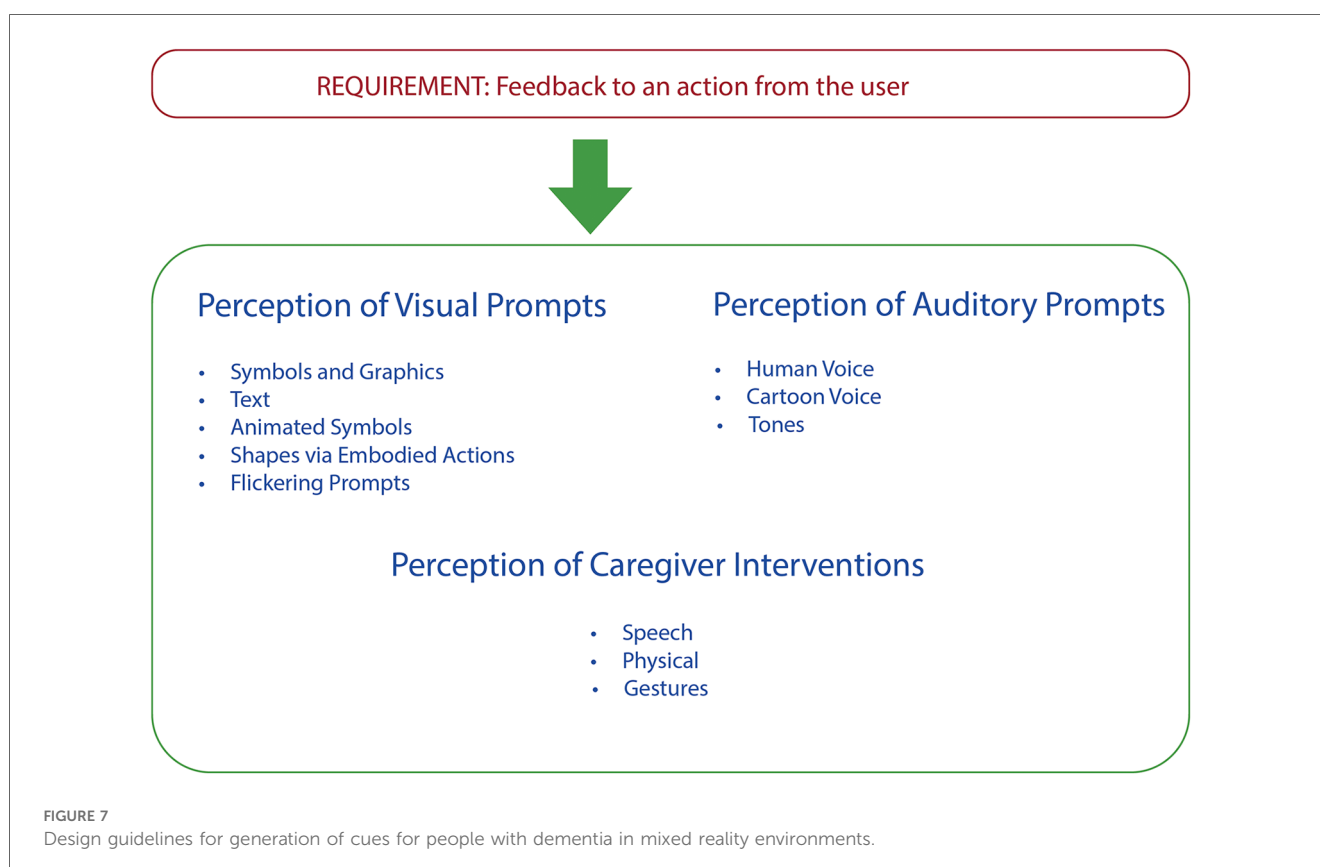 REQUIREMENT: Feedback to an action from the user
Perception of Visual Prompts
• Symbols and Graphics
• Text
• Animated Symbols
• Shapes via Embodied Actions
• Flickering Prompts
Perception of Auditory Prompts
• Human Voice
• Cartoon Voice
• Tones
Perception of Caregiver Interventions
• Speech
• Physical
• Gestures
FIGURE 7
Design guidelines for generation of cues for people with dementia in mixed reality environments.